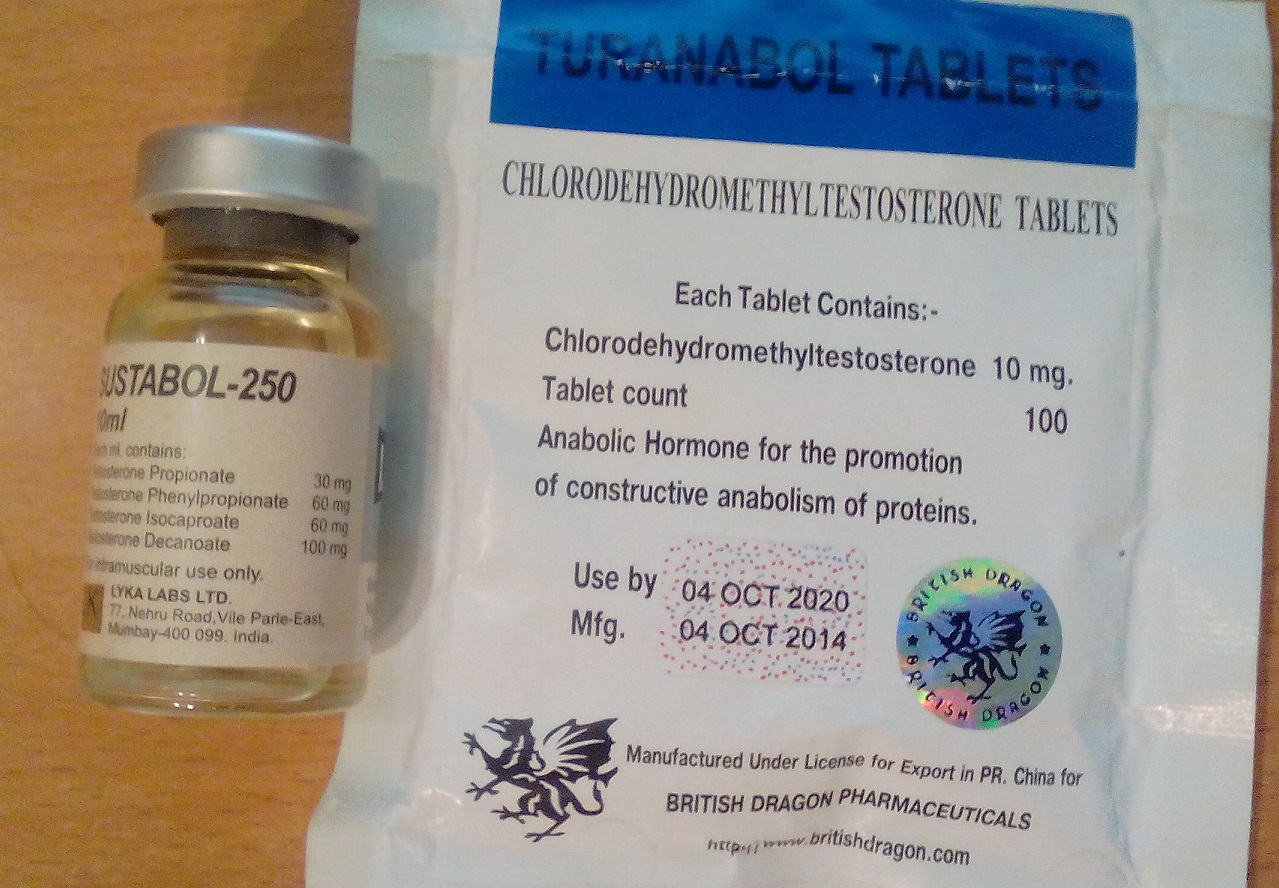 SUSTABOL-250
0ml
ml. contains:
Propionate 30 mg
Phenylpropionate 60 mg
Isocaproate 60 mg
Decanoate 100 mg
intramuscular use only.
LYKA LABS LTD.
77, Nehru Road, Vile Parle-East,
Mumbay-400 099. India.
TURANABOL TABLETS
CHLORODEHYDROMETHYLTESTOSTERONE TABLETS
Each Tablet Contains:-
Chlorodehydromethyltestosterone 10 mg.
Tablet count 100
Anabolic Hormone for the promotion
of constructive anabolism of proteins.
Use by 04 OCT 2020
Mfg. 04 OCT 2014
BRITISH DRAGON ★ BRITISH DRAGON ★
Manufactured Under License for Export in PR. China for
BRITISH DRAGON PHARMACEUTICALS
http://www.britishdragon.com